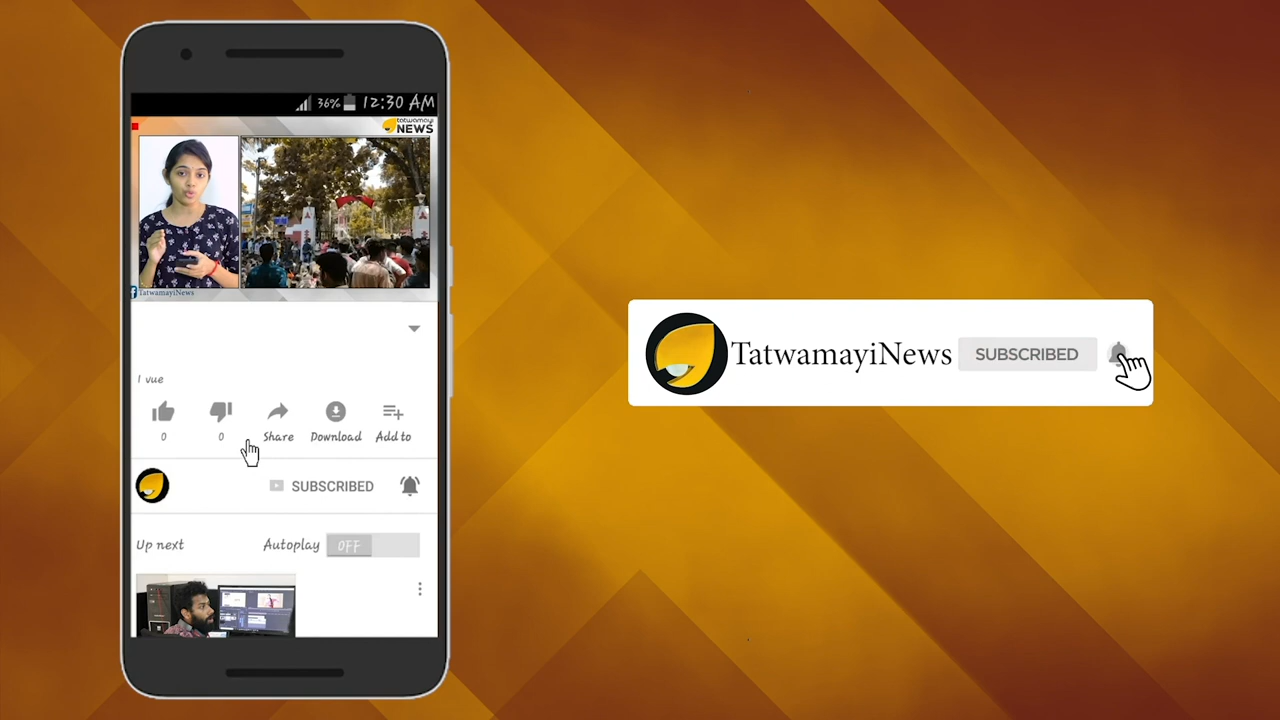 36% 12:30 AM
tatwamayi
NEWS
TatwamayiNews
1 vue
0 0 Share Download Add to
SUBSCRIBED
Up next Autoplay OFF
TatwamayiNews SUBSCRIBED